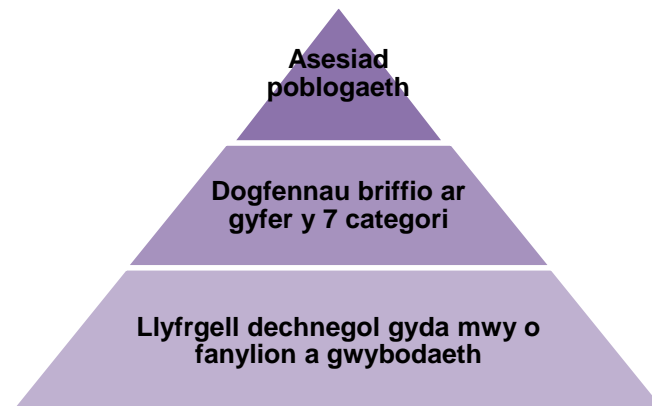 Asesiad
poblogaeth
Dogfennau briffio ar
gyfer y 7 categori
Llyfrgell dechnegol gyda mwy o
fanylion a gwybodaeth